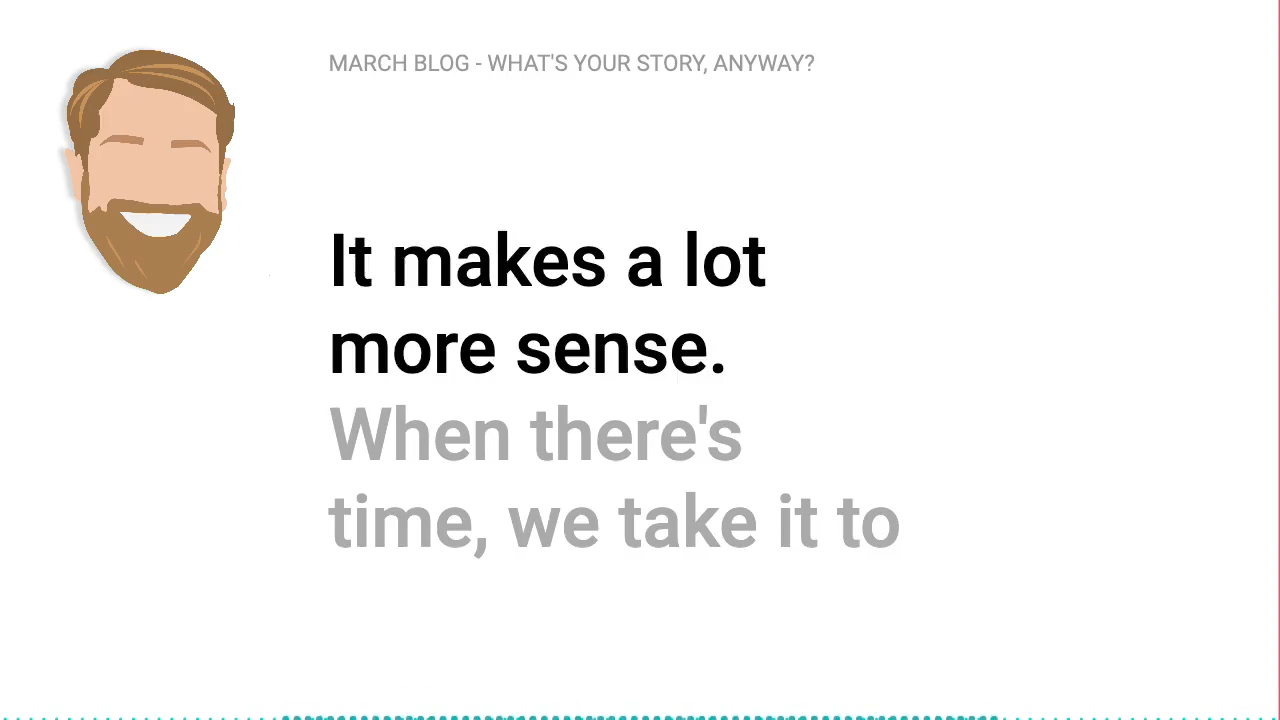 MARCH BLOG - WHAT'S YOUR STORY, ANYWAY?
It makes a lot
more sense.
When there's
time, we take it to